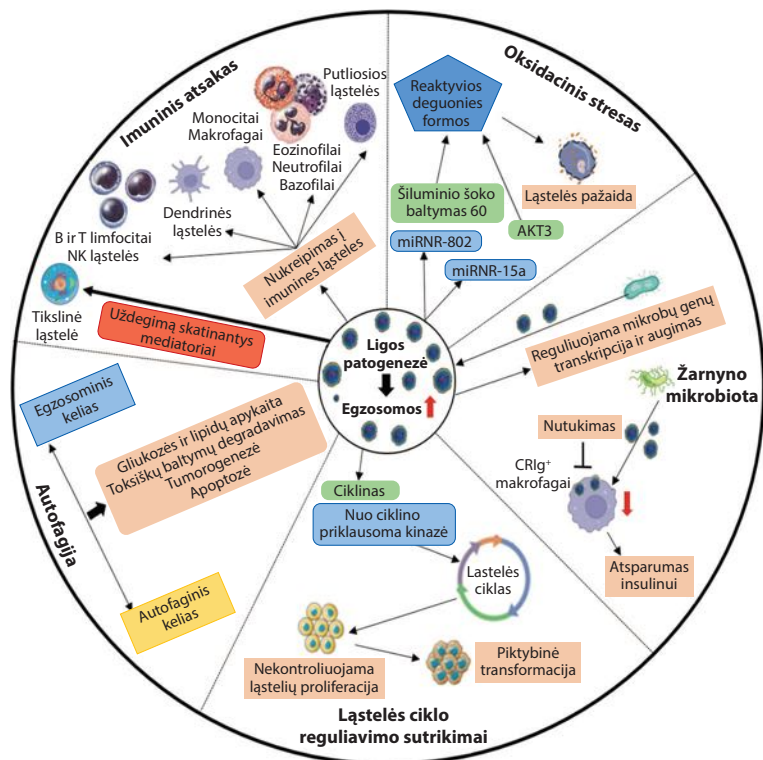 Imuninis atsakas
Putliosios
ląstelės
Monocitai
Makrofagai
Eozinofilai
Neutrofilai
Bazofilai
Dendrinės
ląstelės
B ir T limfocitai
NK ląstelės
Tikslinė
ląstelė
Nukreipimas į
imunines ląsteles
Uždegimą skatinantys
mediatoriai
Oksidacinis stresas
Reaktyvios
deguonies
formos
Ląstelės pažaida
Šiluminio šoko
baltymas 60
AKT3
miRNR-802
miRNR-15a
Ligos
patogenezė
Egzosomos
Reguliuojama mikrobų genų
transkripcija ir augimas
Žarnyno
mikrobiota
Nutukimas
CRIg⁺
makrofagai
Atsparumas
insulinui
Egzosominis
kelias
Gliukozės ir lipidų apykaita
Toksiškų baltymų degradavimas
Tumorogenezė
Apoptozė
Autofagija
Autofaginis
kelias
Ciklinas
Nuo ciklino
priklausoma kinazė
Lastelės
ciklas
Nekontroliuojama
ląstelių proliferacija
Piktybinė
transformacija
Ląstelės ciklo
reguliavimo sutrikimai